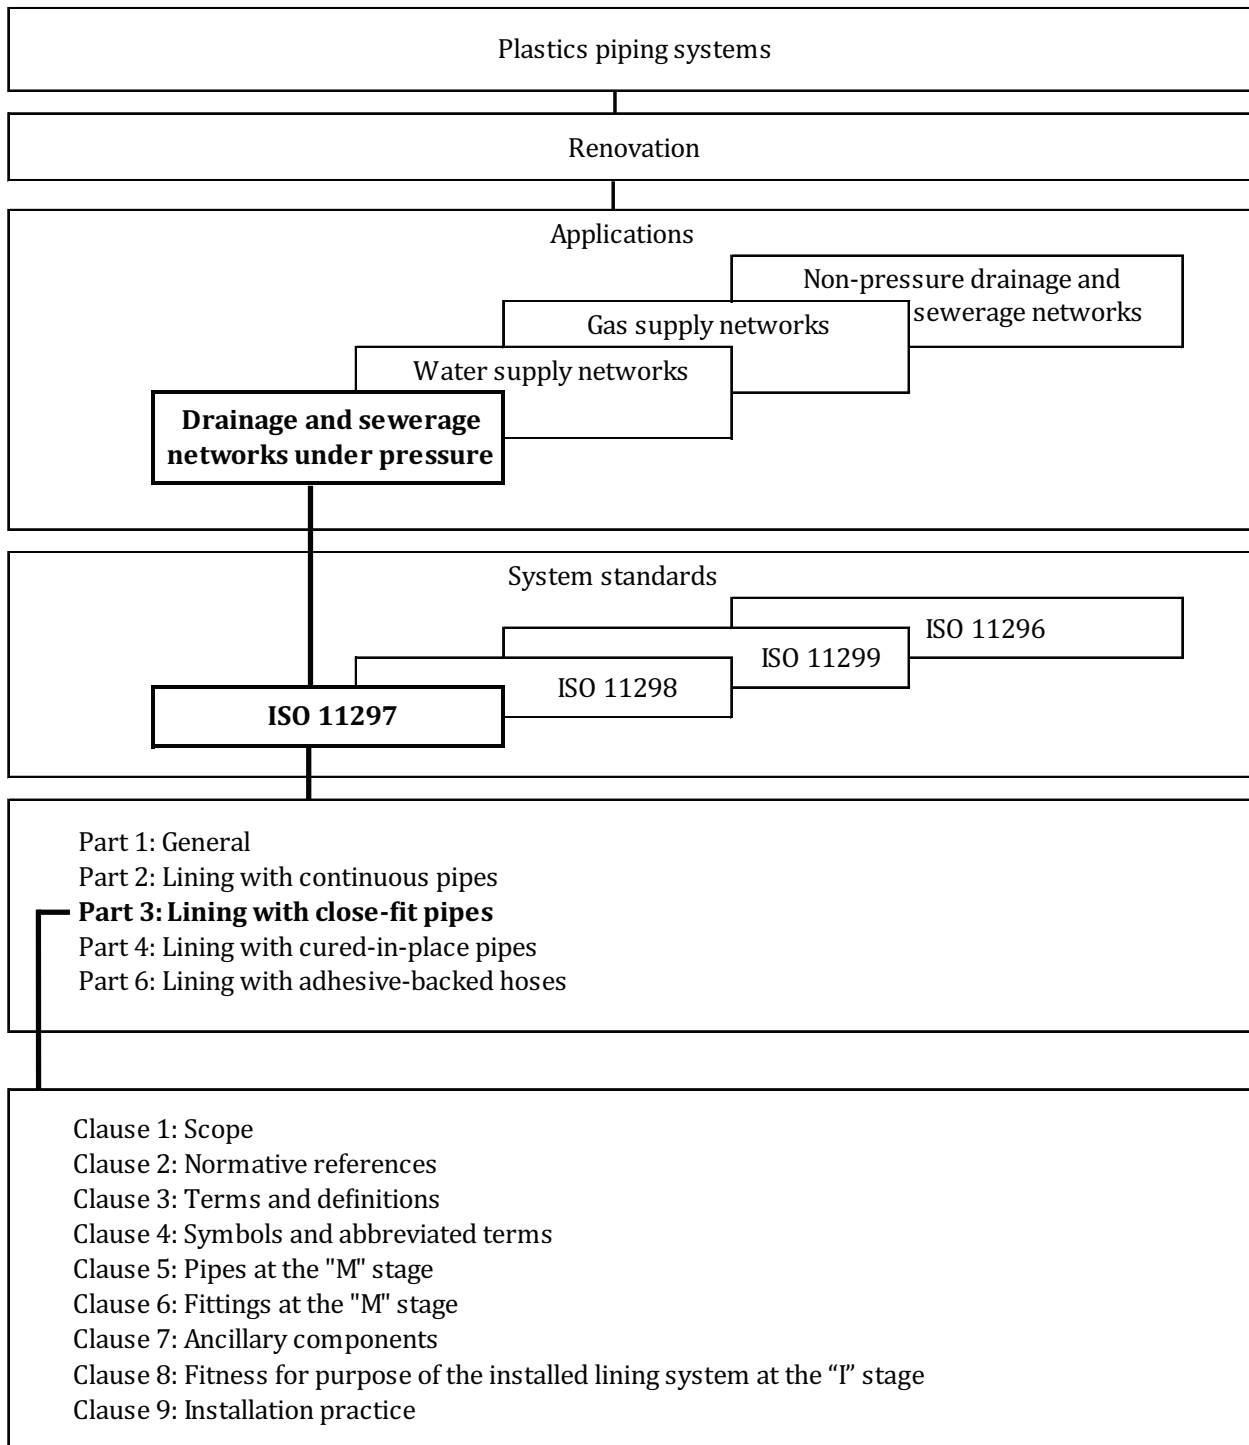 Plastics piping systems
Renovation
Applications
Non-pressure drainage and
sewerage networks
Gas supply networks
Water supply networks
Drainage and sewerage
networks under pressure
System standards
ISO 11296
ISO 11299
ISO 11298
ISO 11297
Part 1: General
Part 2: Lining with continuous pipes
Part 3: Lining with close-fit pipes
Part 4: Lining with cured-in-place pipes
Part 6: Lining with adhesive-backed hoses
Clause 1: Scope
Clause 2: Normative references
Clause 3: Terms and definitions
Clause 4: Symbols and abbreviated terms
Clause 5: Pipes at the "M" stage
Clause 6: Fittings at the "M" stage
Clause 7: Ancillary components
Clause 8: Fitness for purpose of the installed lining system at the “I” stage
Clause 9: Installation practice